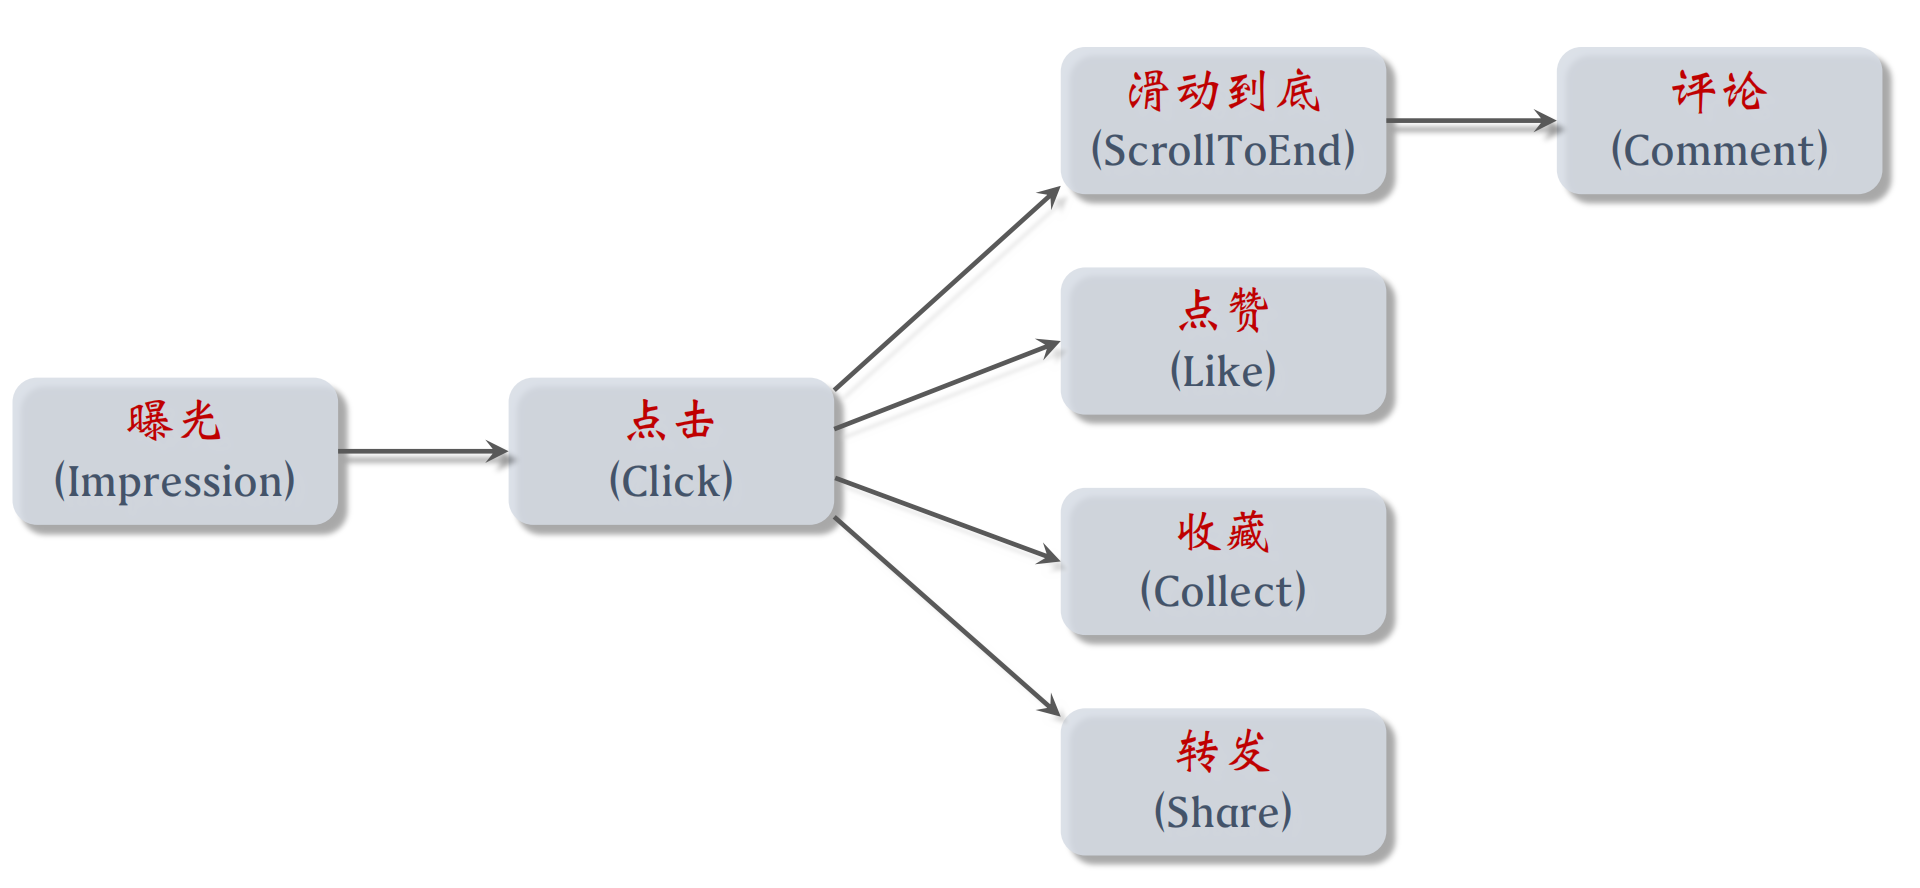 曝光
(Impression)
点击
(Click)
滑动到底
(ScrollToEnd)
评论
(Comment)
点赞
(Like)
收藏
(Collect)
转发
(Share)